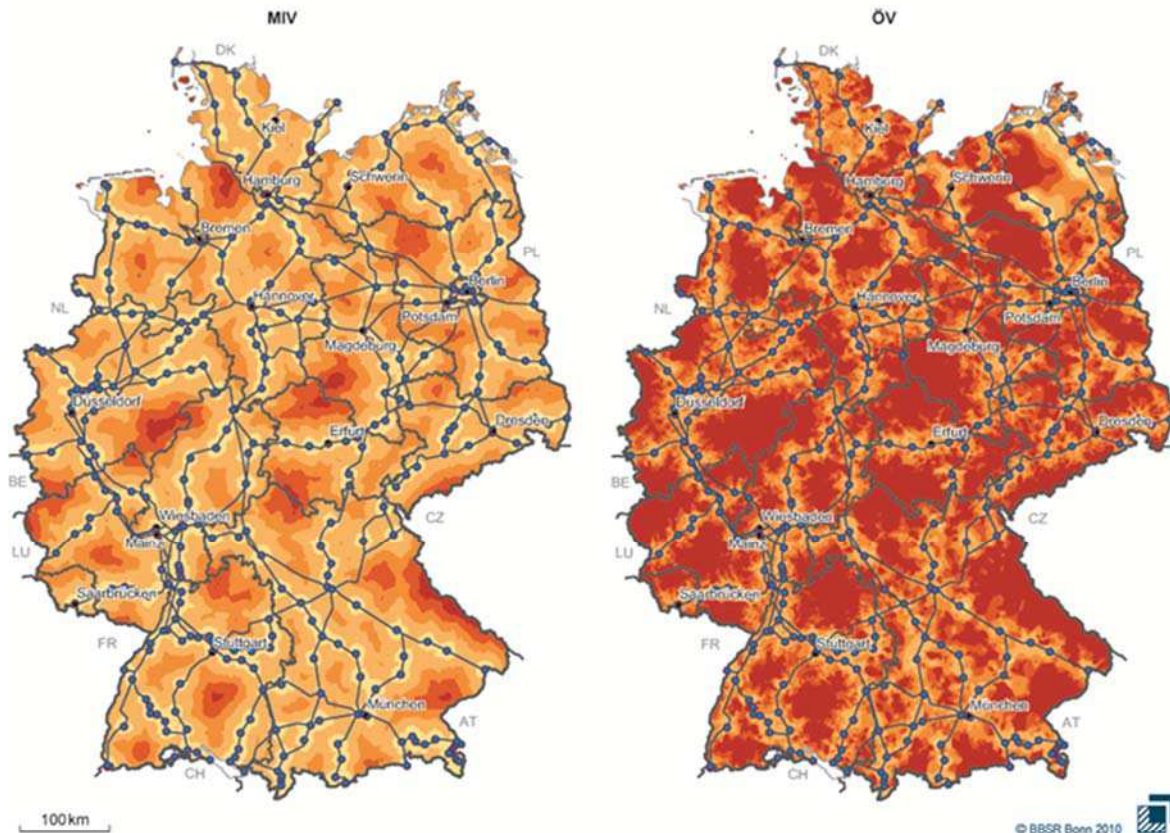 MIV
ÖV
DK
Kiel
Hamburg
Schwerin
Bremen
PL
Berlin
Hannover
Potsdam
NL
Magdeburg
Düsseldorf
Erfurt
Dresden
BE
Wiesbaden
CZ
LU
Mainz
Saarbrücken
FR
Stuttgart
München
AT
CH
100 km
DK
Kiel
Hamburg
Schwerin
Bremen
PL
Berlin
Hannover
Potsdam
NL
Magdeburg
Düsseldorf
Erfurt
Dresden
BE
Wiesbaden
CZ
LU
Mainz
Saarbrücken
FR
Stuttgart
München
AT
CH
© BBSR Bonn 2010